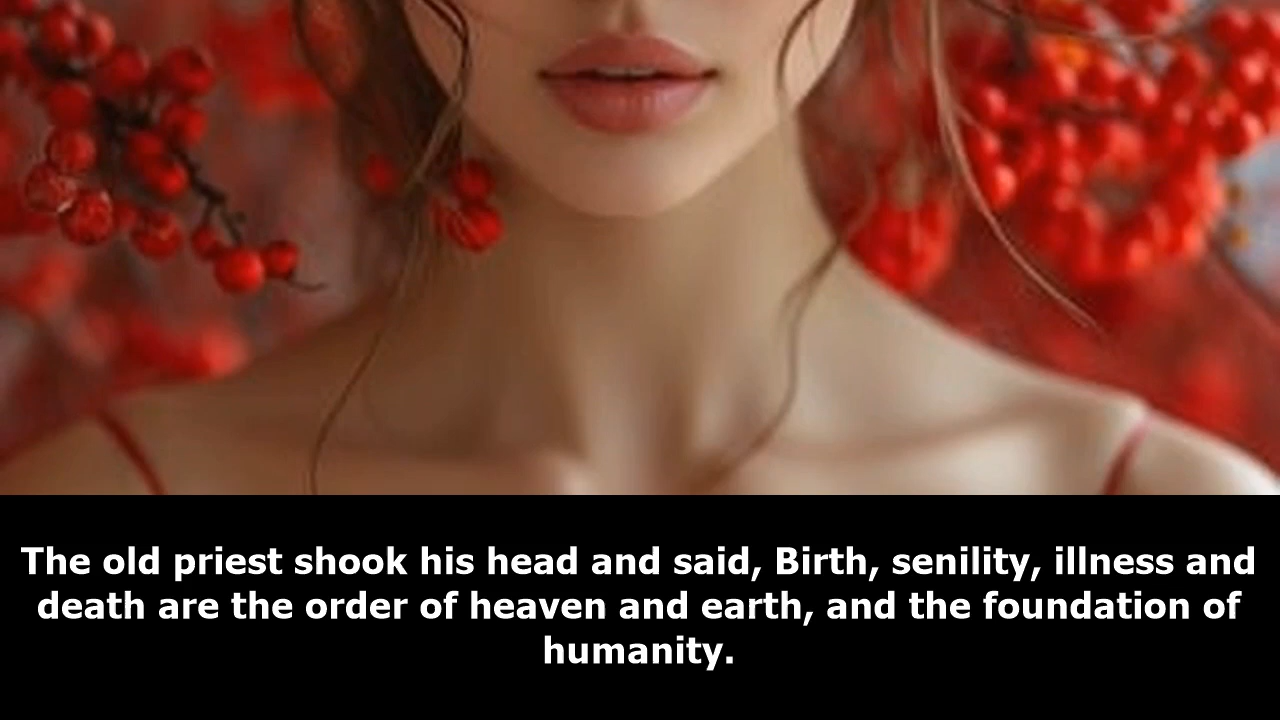 The old priest shook his head and said, Birth, senility, illness and
death are the order of heaven and earth, and the foundation of
humanity.